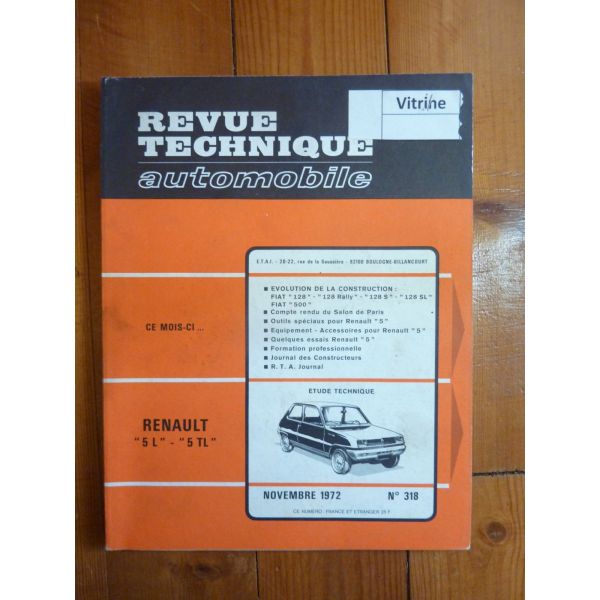 Vitrine
REVUE
TECHNIQUE
automobile
E.T.A.I. - 20-22, rue de la Saussière - 92100 BOULOGNE-BILLANCOURT
■ EVOLUTION DE LA CONSTRUCTION :
FIAT "128" - "128 Rally" - "128 S" - "128 SL"
FIAT "500"
■ Compte rendu du Salon de Paris
■ Outils spéciaux pour Renault "5"
■ Equipement - Accessoires pour Renault "5"
■ Quelques essais Renault "5"
■ Formation professionnelle
■ Journal des Constructeurs
■ R. T. A. Journal
CE MOIS-CI ...
ETUDE TECHNIQUE
RENAULT
"5 L" - "5 TL"
NOVEMBRE 1972 N° 318
CE NUMERO : FRANCE ET ETRANGER 25 F